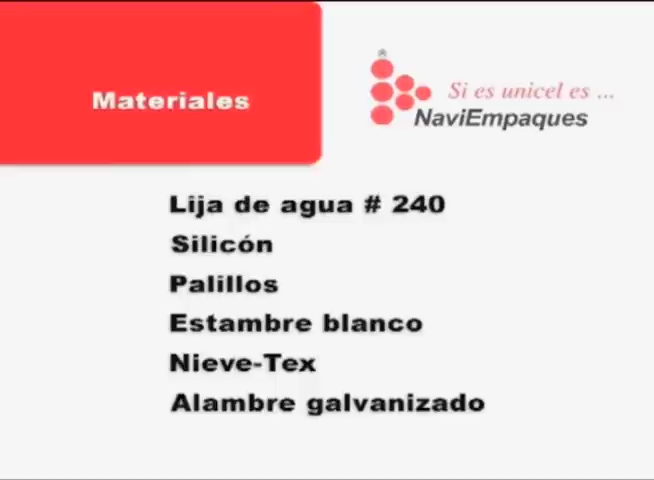 Materiales
®
Si es unicel es ...
NaviEmpaques
Lija de agua # 240
Silicón
Palillos
Estambre blanco
Nieve-Tex
Alambre galvanizado